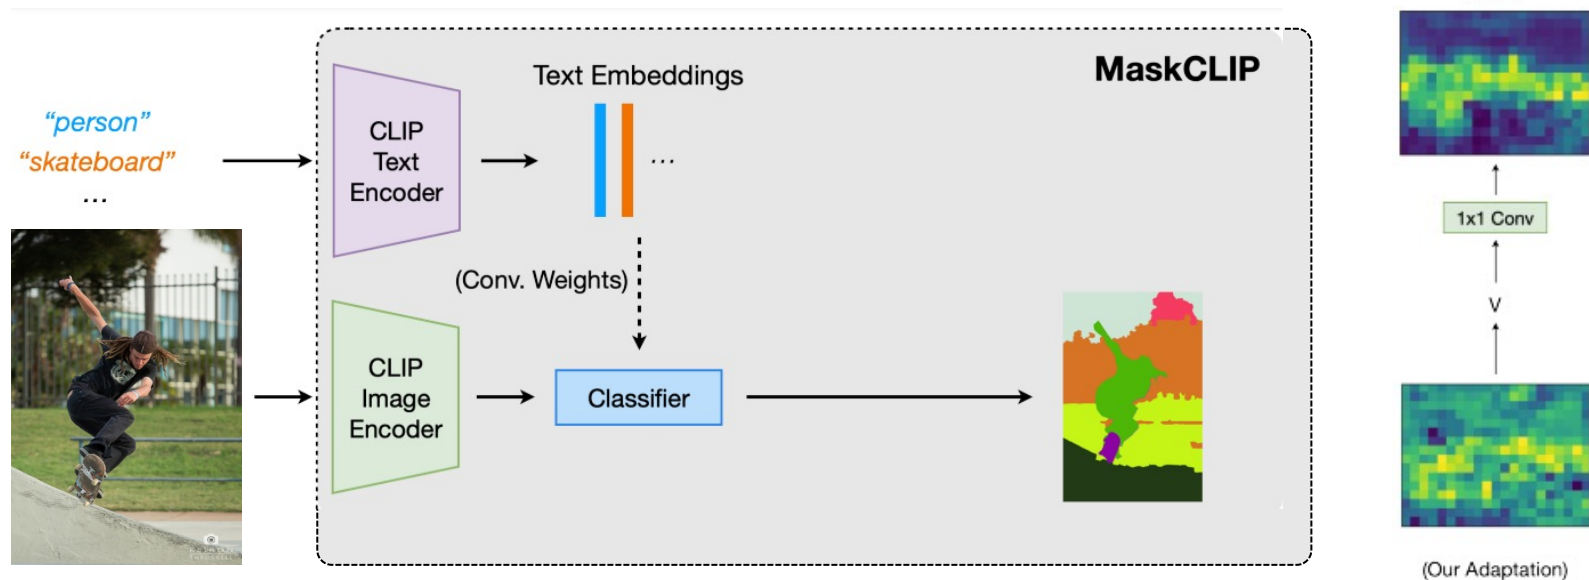 MaskCLIP
Text Embeddings
“person”
“skateboard”
...
CLIP
Text
Encoder
...
(Conv. Weights)
CLIP
Image
Encoder
Classifier
1x1 Conv
V
(Our Adaptation)